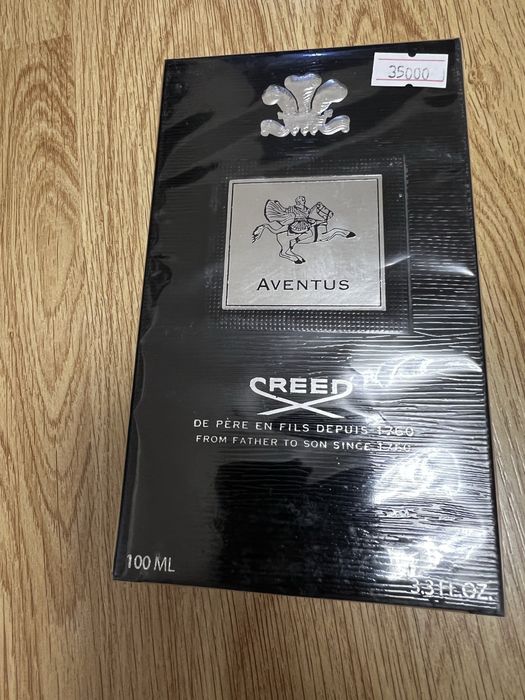 35000
AVENTUS
CREED
DE PÈRE EN FILS DEPUIS 1760
FROM FATHER TO SON SINCE 1760
100 ML
3.3 FL.OZ.